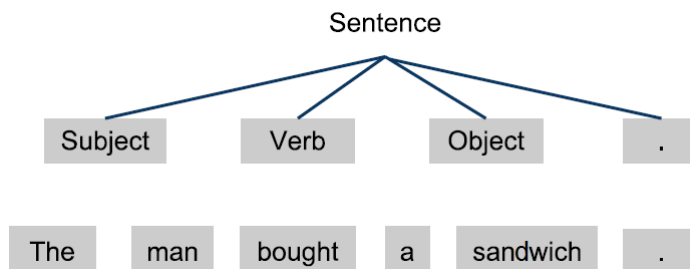 Sentence
Subject Verb Object .
The man bought a sandwich .